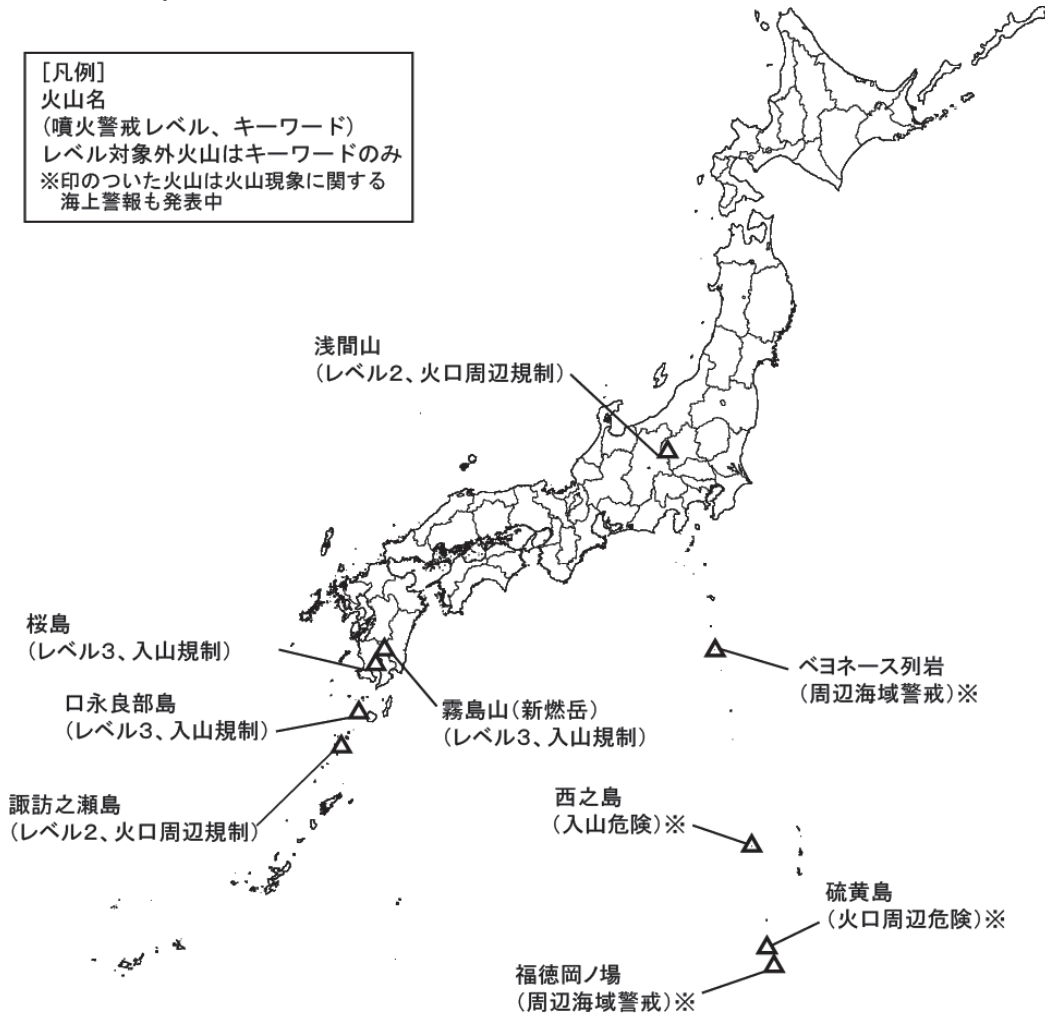 [凡例]
火山名
(噴火警戒レベル、キーワード)
レベル対象外火山はキーワードのみ
※印のついた火山は火山現象に関する
海上警報も発表中
浅間山
(レベル2、火口周辺規制)
桜島
(レベル3、入山規制)
口永良部島
(レベル3、入山規制)
霧島山(新燃岳)
(レベル3、入山規制)
ベヨネース列岩
(周辺海域警戒)※
諏訪之瀬島
(レベル2、火口周辺規制)
西之島
(入山危険)※
硫黄島
(火口周辺危険)※
福徳岡ノ場
(周辺海域警戒)※